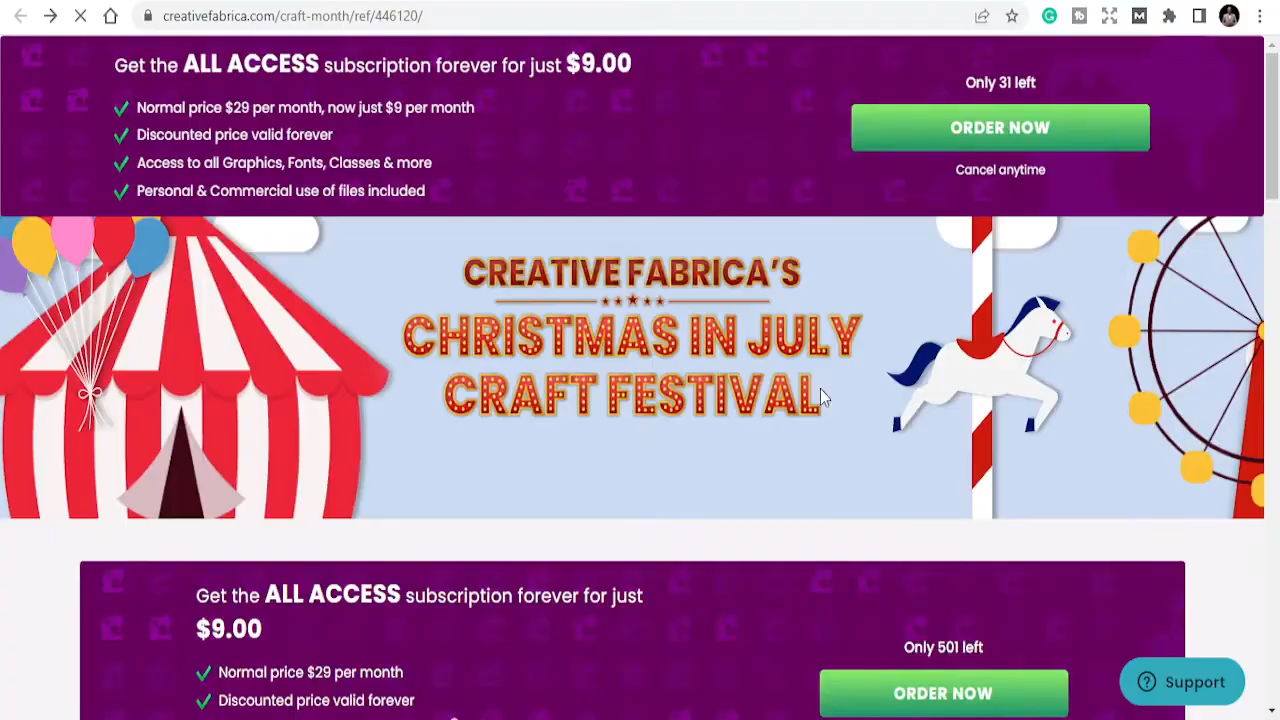 creativefabrica.com/craft-month/ref/446120/
Get the ALL ACCESS subscription forever for just $9.00
Normal price $29 per month, now just $9 per month
Discounted price valid forever
Access to all Graphics, Fonts, Classes & more
Personal & Commercial use of files included
Only 31 left
ORDER NOW
Cancel anytime
CREATIVE FABRICA'S
CHRISTMAS IN JULY
CRAFT FESTIVAL
Get the ALL ACCESS subscription forever for just
$9.00
Normal price $29 per month
Discounted price valid forever
Only 501 left
ORDER NOW
Support